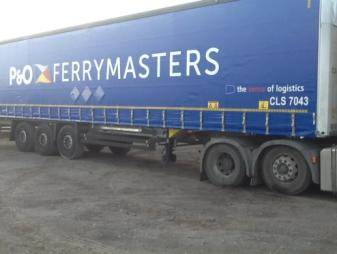 P&O FERRYMASTERS
the sense of logistics
CLS 7043